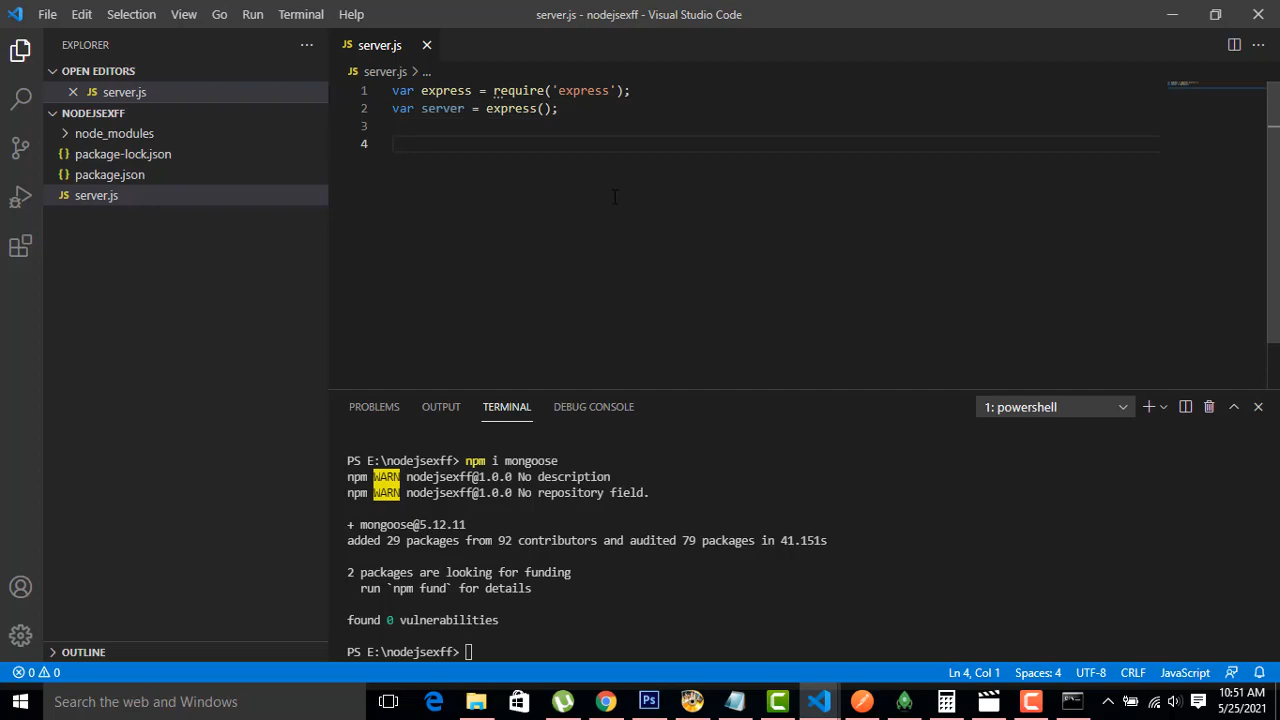 File Edit Selection View Go Run Terminal Help server.js - nodejsexff - Visual Studio Code
EXPLORER ...
JS server.js
JS server.js > ...
OPEN EDITORS
JS server.js
NODEJSEXFF
node_modules
{} package-lock.json
{} package.json
JS server.js
OUTLINE
1 var express = require('express');
2 var server = express();
3
4
PROBLEMS OUTPUT TERMINAL DEBUG CONSOLE 1: powershell
PS E:\nodejsexff> npm i mongoose
npm WARN nodejsexff@1.0.0 No description
npm WARN nodejsexff@1.0.0 No repository field.
+ mongoose@5.12.11
added 29 packages from 92 contributors and audited 79 packages in 41.151s
2 packages are looking for funding
run `npm fund` for details
found 0 vulnerabilities
PS E:\nodejsexff>
0 0 Ln 4, Col 1 Spaces: 4 UTF-8 CRLF JavaScript
Search the web and Windows
Ps
10:51 AM
5/25/2021